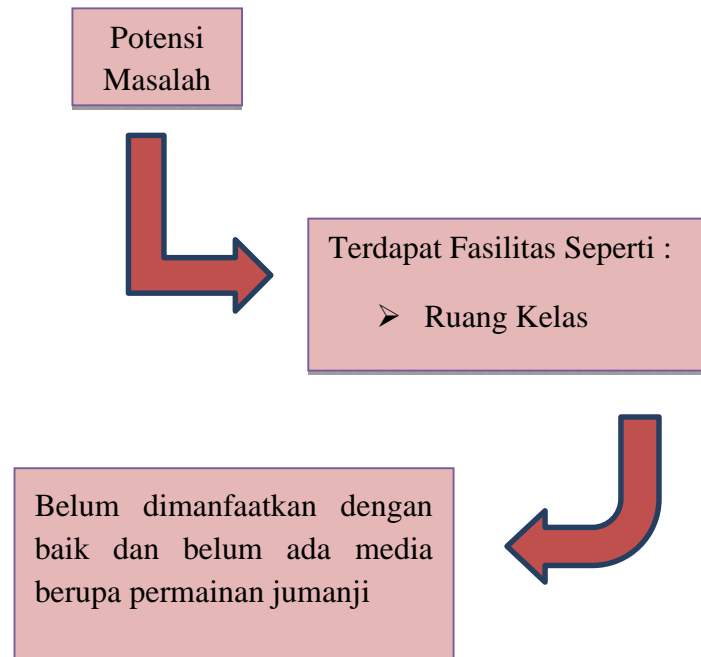 Potensi
Masalah
Terdapat Fasilitas Seperti :
➢ Ruang Kelas
Belum dimanfaatkan dengan
baik dan belum ada media
berupa permainan jumanji